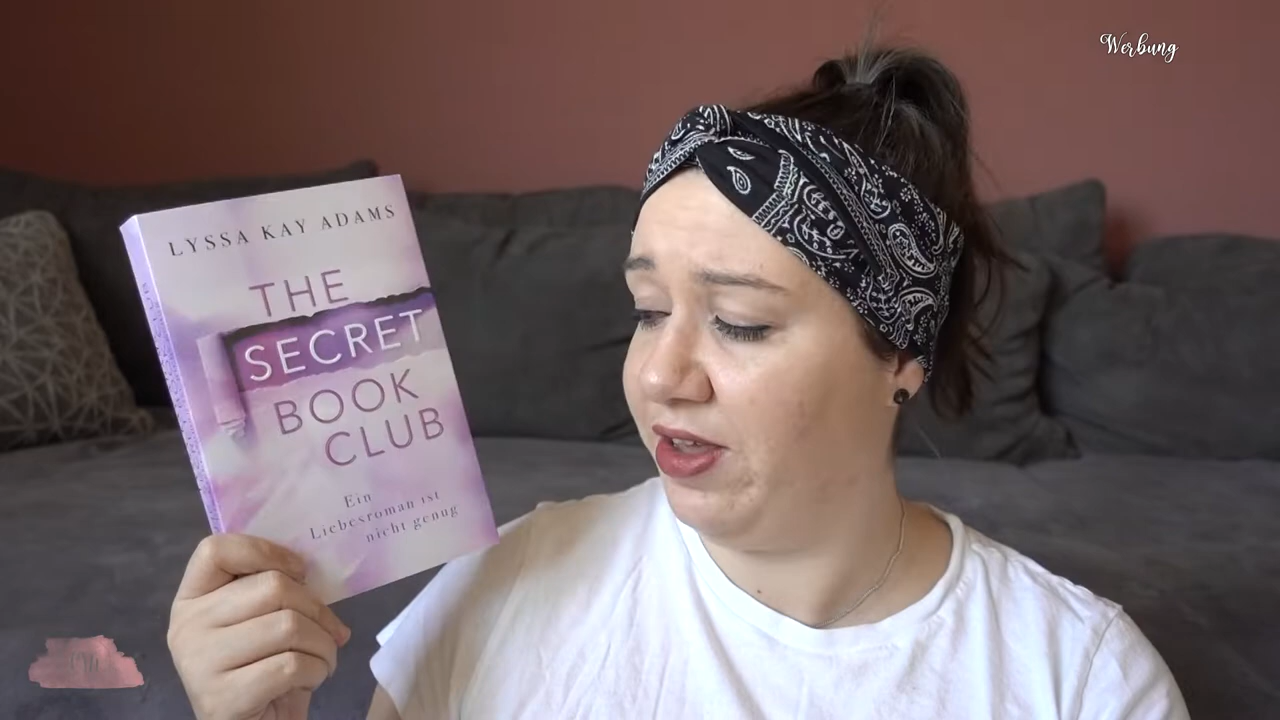 Werbung
LYSSA KAY ADAMS
THE
SECRET
BOOK
CLUB
Ein
Liebesroman ist
nicht genug